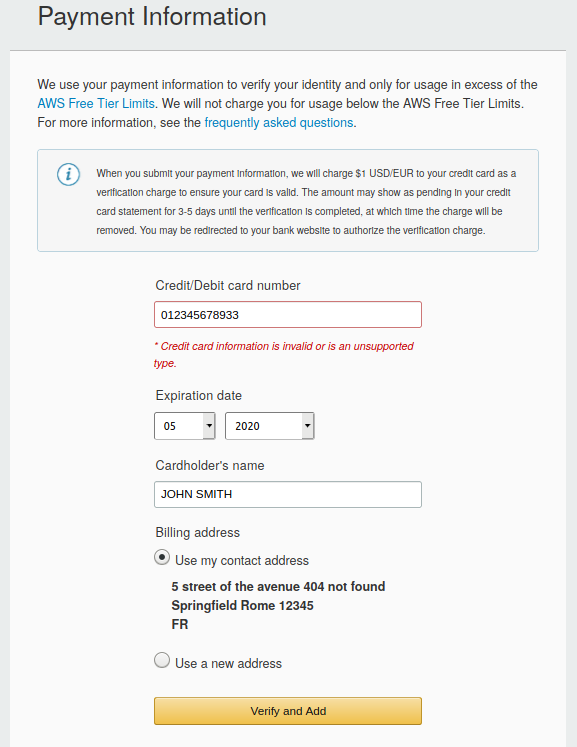 Payment Information
We use your payment information to verify your identity and only for usage in excess of the
AWS Free Tier Limits. We will not charge you for usage below the AWS Free Tier Limits.
For more information, see the frequently asked questions.
i
When you submit your payment information, we will charge $1 USD/EUR to your credit card as a
verification charge to ensure your card is valid. The amount may show as pending in your credit
card statement for 3-5 days until the verification is completed, at which time the charge will be
removed. You may be redirected to your bank website to authorize the verification charge.
Credit/Debit card number
012345678933
* Credit card information is invalid or is an unsupported
type.
Expiration date
05 2020
Cardholder's name
JOHN SMITH
Billing address
Use my contact address
5 street of the avenue 404 not found
Springfield Rome 12345
FR
Use a new address
Verify and Add